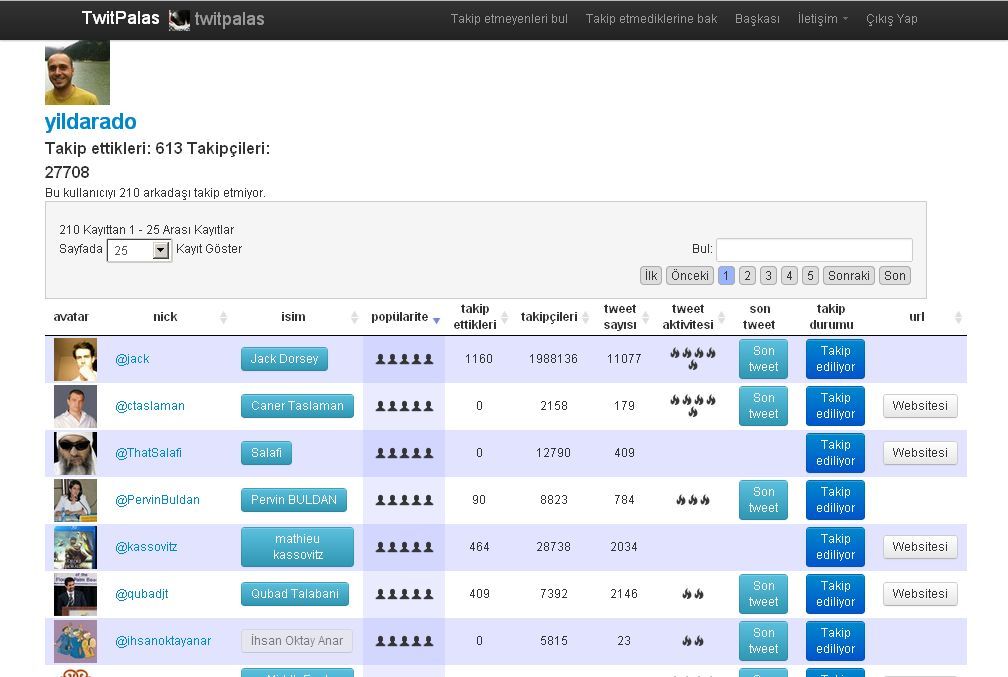 TwitPalas twitpalas Takip etmeyenleri bul Takip etmediklerine bak Başkası İletişim Çıkış Yap
yildarado
Takip ettikleri: 613 Takipçileri:
27708
Bu kullanıcıyı 210 arkadaşı takip etmiyor.
210 Kayıttan 1 - 25 Arası Kayıtlar
Sayfada 25 Kayıt Göster
Bul:
İlk Önceki 1 2 3 4 5 Sonraki Son
avatar nick isim popülarite takip ettikleri takipçileri tweet sayısı tweet aktivitesi son tweet takip durumu url
@jack Jack Dorsey 1160 1988136 11077 Son tweet Takip ediliyor
@ctaslaman Caner Taslaman 0 2158 179 Son tweet Takip ediliyor Websitesi
@ThatSalafi Salafi 0 12790 409 Takip ediliyor Websitesi
@PervinBuldan Pervin BULDAN 90 8823 784 Son tweet Takip ediliyor
@kassovitz mathieu kassovitz 464 28738 2034 Takip ediliyor Websitesi
@qubadjt Qubad Talabani 409 7392 2146 Son tweet Takip ediliyor Websitesi
@ihsanoktayanar İhsan Oktay Anar 0 5815 23 Son tweet Takip ediliyor